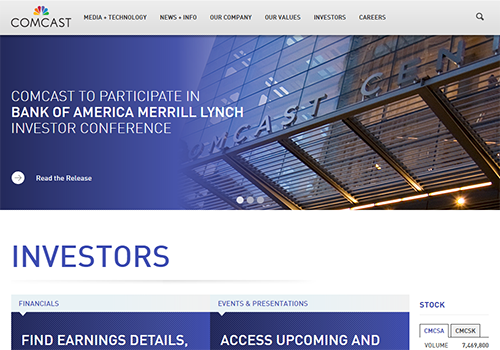 COMCAST
MEDIA + TECHNOLOGY NEWS + INFO OUR COMPANY OUR VALUES INVESTORS CAREERS
COMCAST TO PARTICIPATE IN
BANK OF AMERICA MERRILL LYNCH
INVESTOR CONFERENCE
COMCAST CEN
Read the Release
INVESTORS
FINANCIALS
FIND EARNINGS DETAILS,
EVENTS & PRESENTATIONS
ACCESS UPCOMING AND
STOCK
CMCSA CMCSK
VOLUME 7,469,800